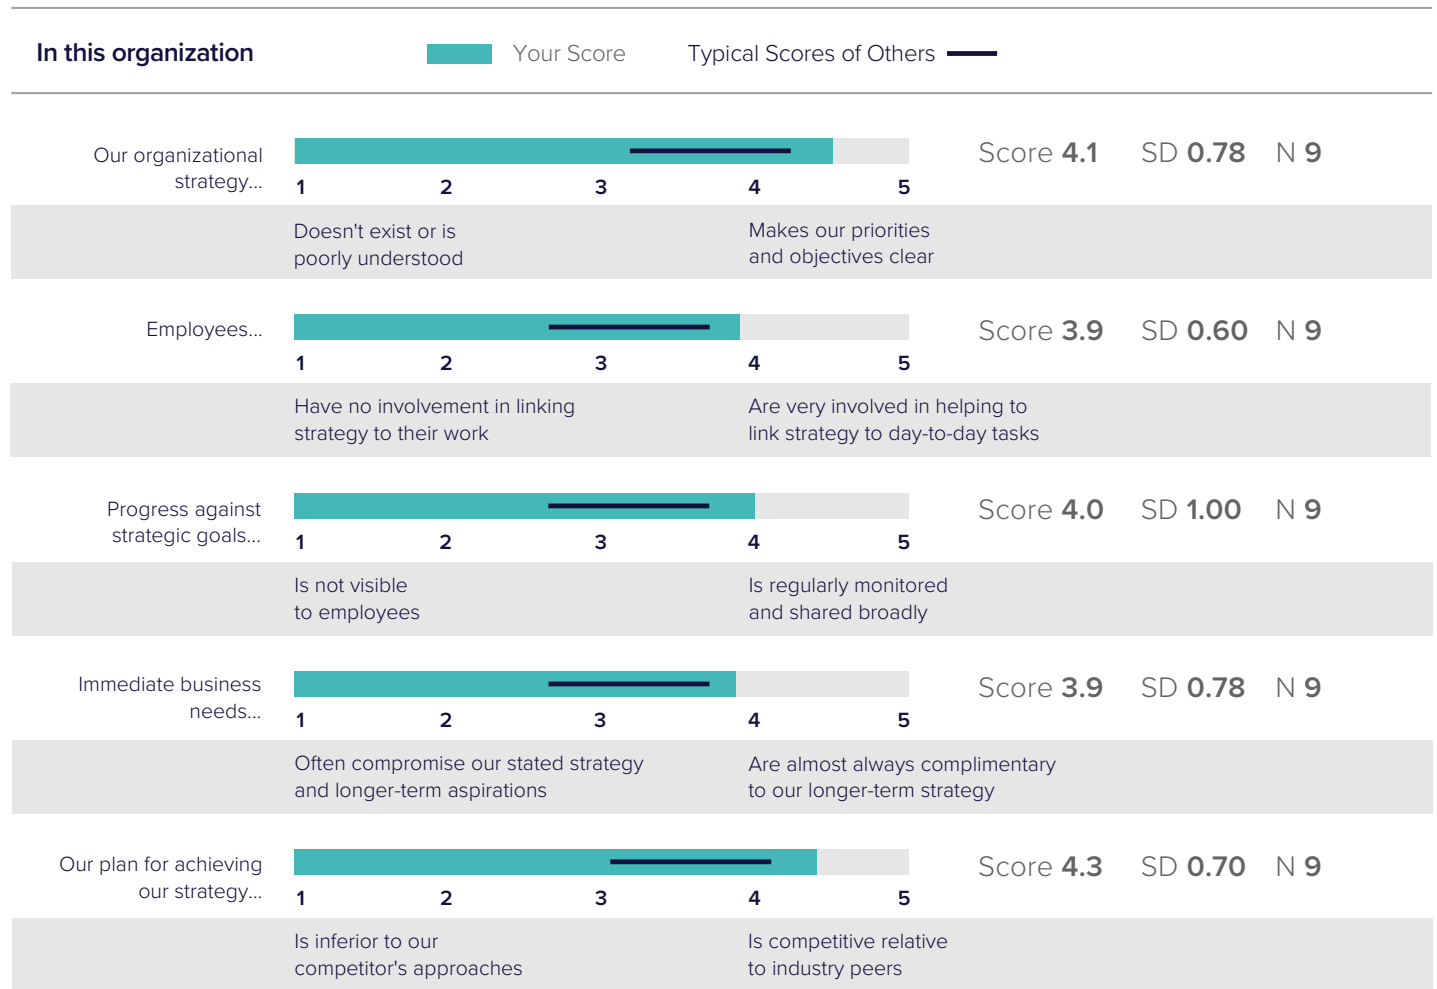 In this organization
Your Score
Typical Scores of Others
Our organizational
strategy...
1 2 3 4 5
Score 4.1 SD 0.78 N 9
Doesn't exist or is
poorly understood
Makes our priorities
and objectives clear
Employees...
1 2 3 4 5
Score 3.9 SD 0.60 N 9
Have no involvement in linking
strategy to their work
Are very involved in helping to
link strategy to day-to-day tasks
Progress against
strategic goals...
1 2 3 4 5
Score 4.0 SD 1.00 N 9
Is not visible
to employees
Is regularly monitored
and shared broadly
Immediate business
needs...
1 2 3 4 5
Score 3.9 SD 0.78 N 9
Often compromise our stated strategy
and longer-term aspirations
Are almost always complimentary
to our longer-term strategy
Our plan for achieving
our strategy...
1 2 3 4 5
Score 4.3 SD 0.70 N 9
Is inferior to our
competitor's approaches
Is competitive relative
to industry peers